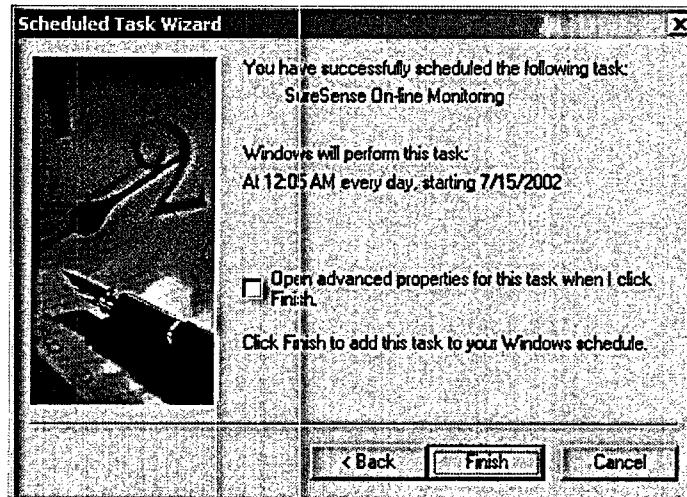 Scheduled Task Wizard
You have successfully scheduled the following task:
SureSense On-line Monitoring
Windows will perform this task:
At 12:05 AM every day, starting 7/15/2002
Open advanced properties for this task when I click
Finish.
Click Finish to add this task to your Windows schedule.
< Back Finish Cancel